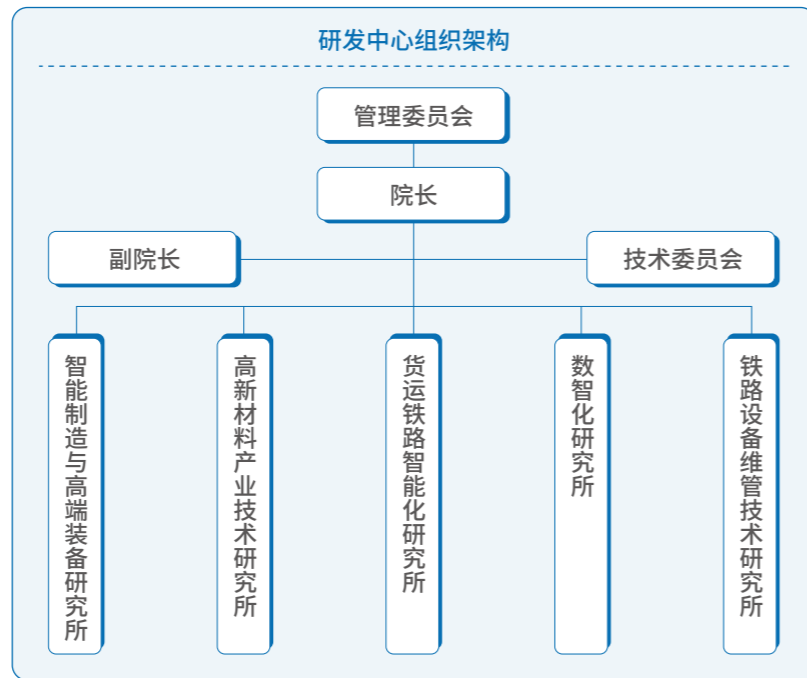 研发中心组织架构
管理委员会
院长
副院长
技术委员会
智能制造与高端装备研究所
高新材料产业技术研究所
货运铁路智能化研究所
数智化研究所
铁路设备维管技术研究所